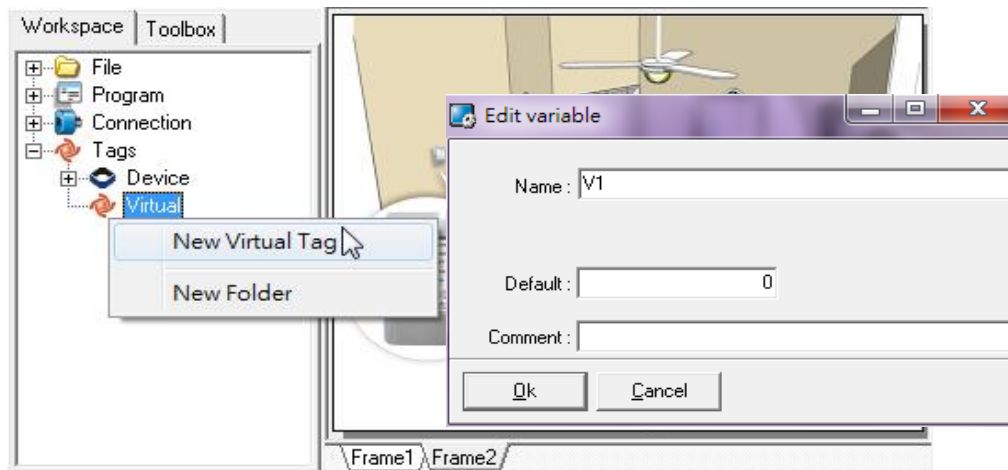 Workspace
Toolbox
File
Program
Connection
Tags
Device
Virtual
New Virtual Tag
New Folder
Edit variable
Name :
V1
Default :
0
Comment :
Ok
Cancel
Frame1
Frame2